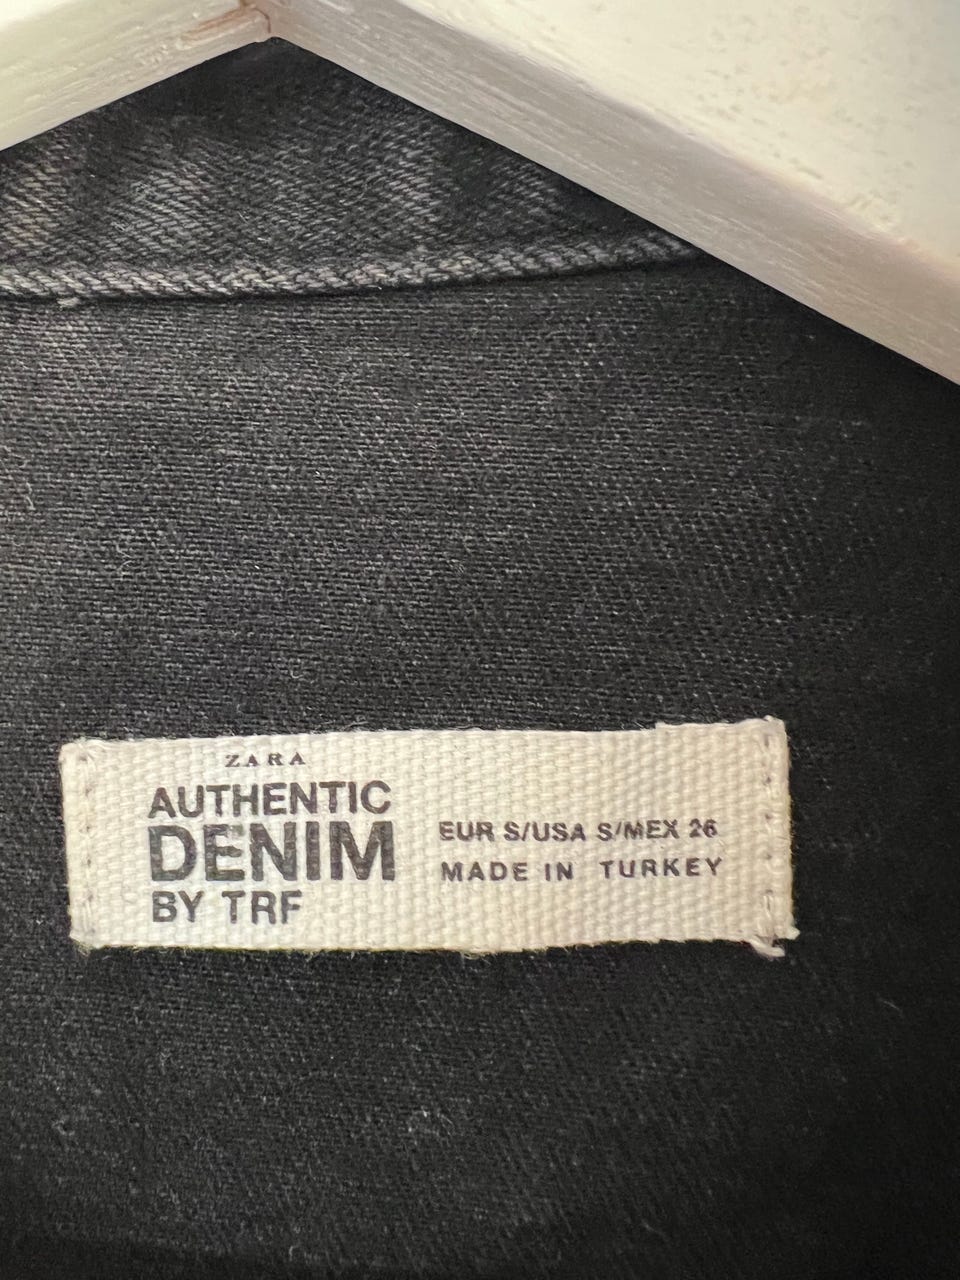 ZARA
AUTHENTIC
DENIM
BY TRF
EUR S/USA S/MEX 26
MADE IN TURKEY